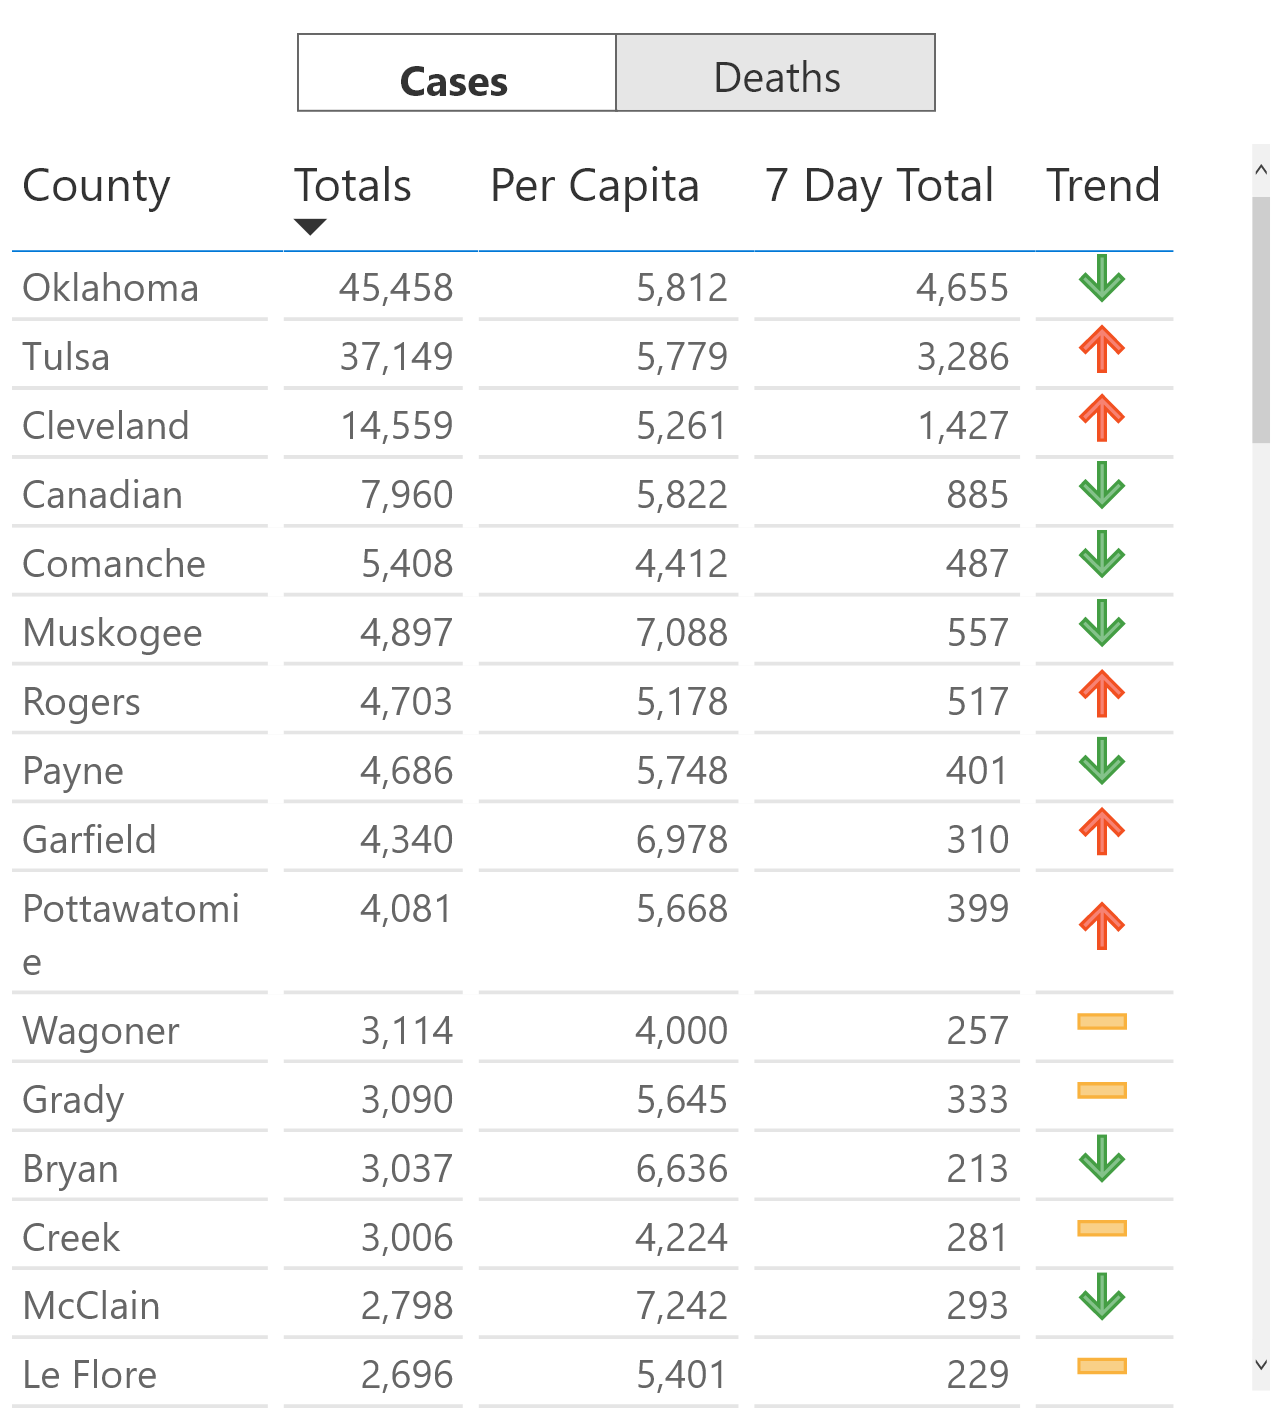 Cases Deaths
County Totals Per Capita 7 Day Total Trend
Oklahoma 45,458 5,812 4,655
Tulsa 37,149 5,779 3,286
Cleveland 14,559 5,261 1,427
Canadian 7,960 5,822 885
Comanche 5,408 4,412 487
Muskogee 4,897 7,088 557
Rogers 4,703 5,178 517
Payne 4,686 5,748 401
Garfield 4,340 6,978 310
Pottawatomi 4,081 5,668 399
e
Wagoner 3,114 4,000 257
Grady 3,090 5,645 333
Bryan 3,037 6,636 213
Creek 3,006 4,224 281
McClain 2,798 7,242 293
Le Flore 2,696 5,401 229